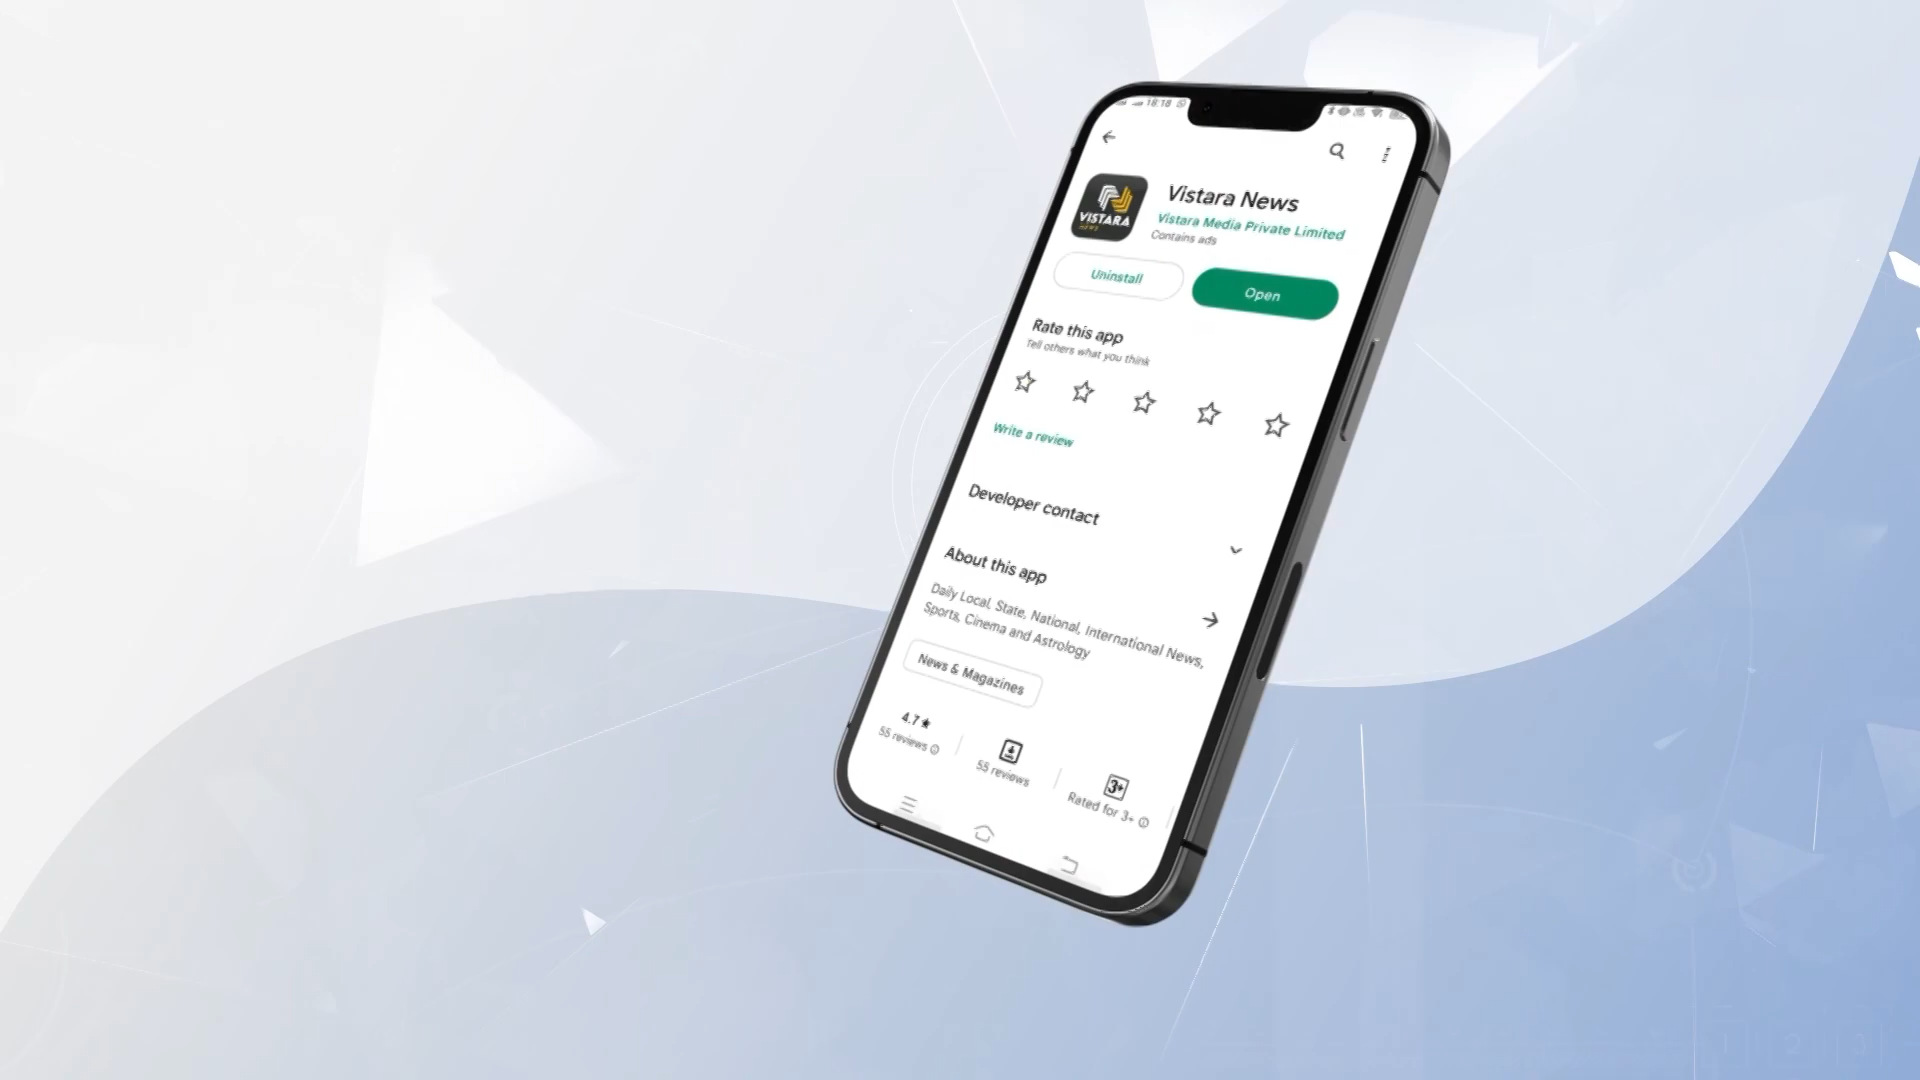 18:18
Vistara News
Vistara Media Private Limited
Contains ads
VISTARA
NEWS
Uninstall
Open
Rate this app
Tell others what you think
Write a review
Developer contact
About this app
Daily Local, State, National, International News,
Sports, Cinema and Astrology
News & Magazines
4.7★
55 reviews
55 reviews
3+
Rated for 3+